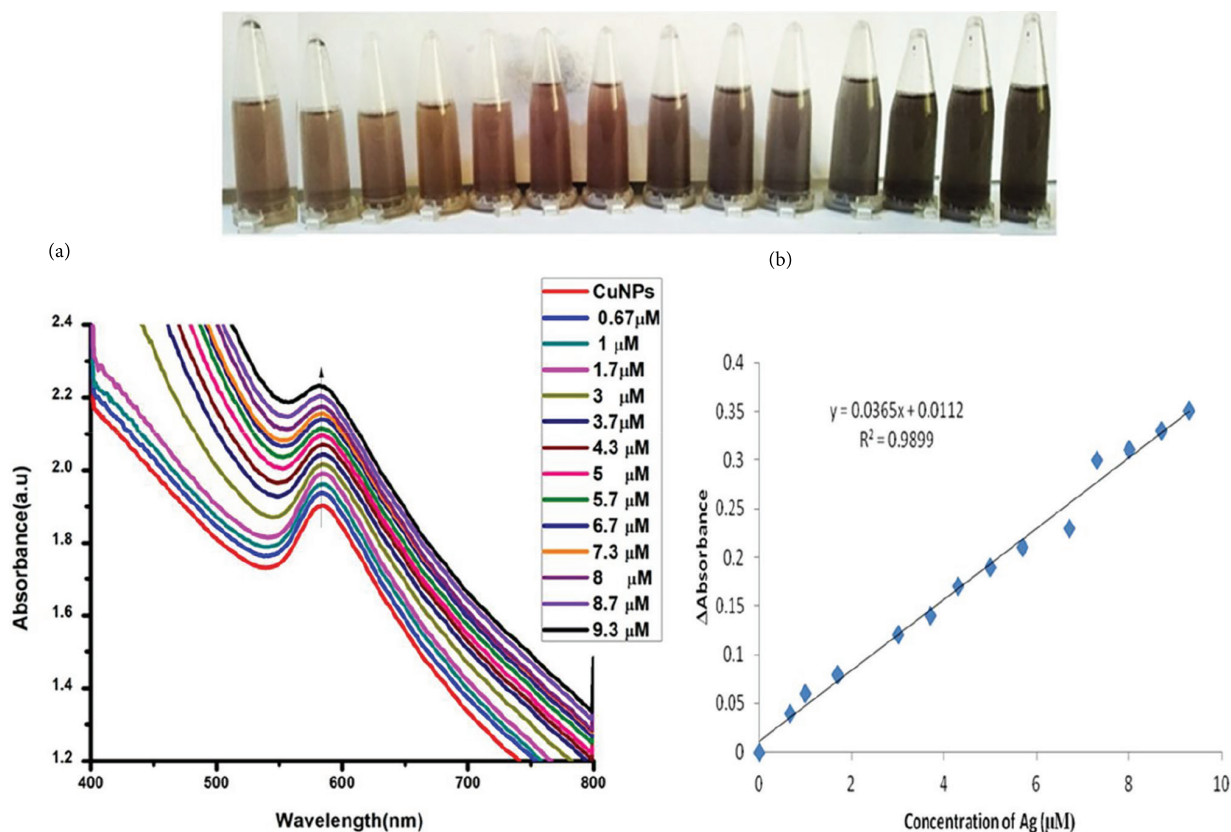 (a)
(b)
CuNPs
0.67μM
1 μM
1.7μM
3 μM
3.7μM
4.3 μM
5 μM
5.7 μM
6.7 μM
7.3 μM
8 μM
8.7 μM
9.3 μM
2.4
2.2
2.0
1.8
1.6
1.4
1.2
Absorbance(a.u)
400
500
600
700
800
Wavelength(nm)
0.4
0.35
0.3
0.25
0.2
0.15
0.1
0.05
0
ΔAbsorbance
y = 0.0365x + 0.0112
R² = 0.9899
0
2
4
6
8
10
Concentration of Ag (μM)